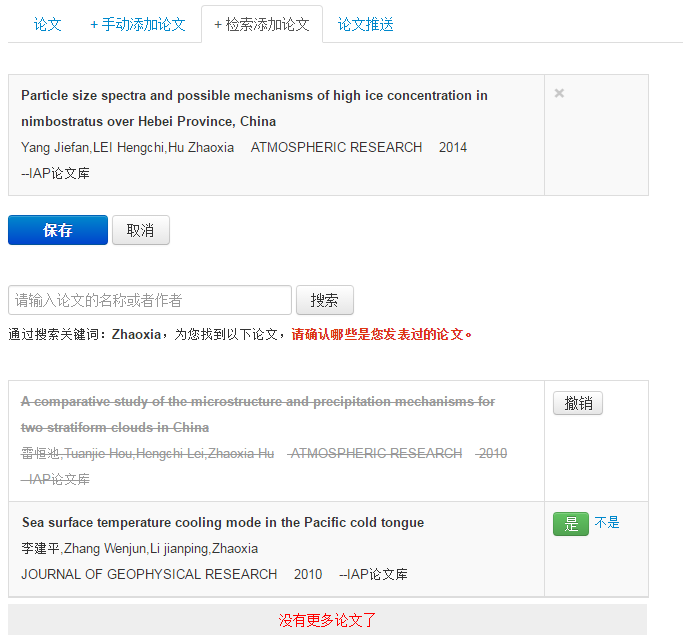 论文 + 手动添加论文 + 检索添加论文 论文推送
Particle size spectra and possible mechanisms of high ice concentration in
nimbostratus over Hebei Province, China
Yang Jiefan,LEI Hengchi,Hu Zhaoxia ATMOSPHERIC RESEARCH 2014
--IAP论文库
×
保存 取消
请输入论文的名称或者作者 搜索
通过搜索关键词：Zhaoxia，为您找到以下论文，请确认哪些是您发表过的论文。
A comparative study of the microstructure and precipitation mechanisms for
two stratiform clouds in China
雷恒池,Tuanjie Hou,Hengchi Lei,Zhaoxia Hu ATMOSPHERIC RESEARCH 2010
--IAP论文库
撤销
Sea surface temperature cooling mode in the Pacific cold tongue
李建平,Zhang Wenjun,Li jianping,Zhaoxia
JOURNAL OF GEOPHYSICAL RESEARCH 2010 --IAP论文库
是 不是
没有更多论文了